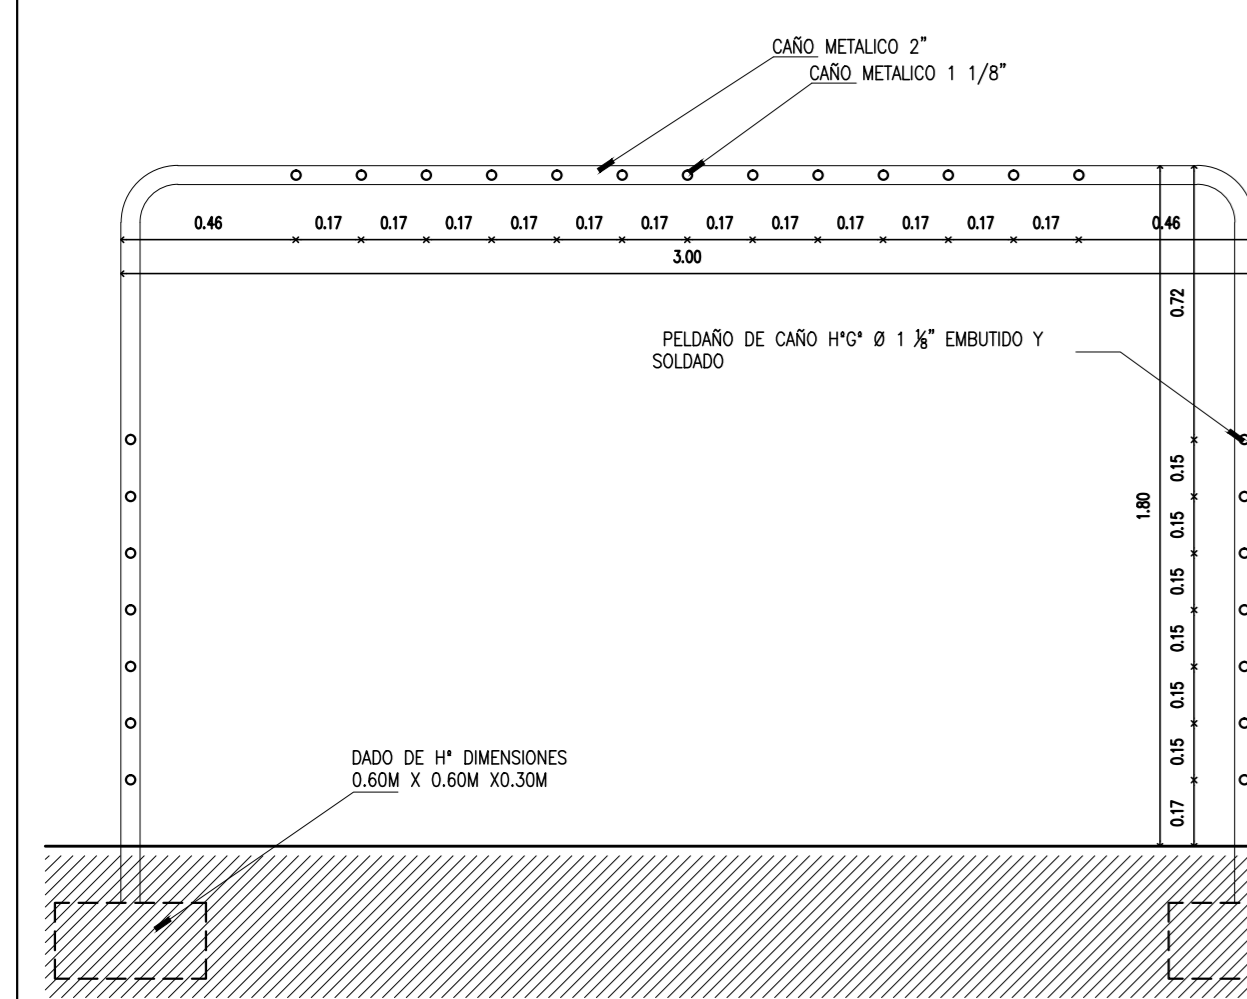 CAÑO METALICO 2"
CAÑO METALICO 1 1/8"
0.46 0.17 0.17 0.17 0.17 0.17 0.17 0.17 0.17 0.17 0.17 0.17 0.17 0.46
3.00
0.72
PELDAÑO DE CAÑO HºGº Ø 1 ⅛" EMBUTIDO Y
SOLDADO
0.15
1.80
0.15
0.15
0.15
0.15
0.15
0.17
DADO DE Hº DIMENSIONES
0.60M X 0.60M X0.30M